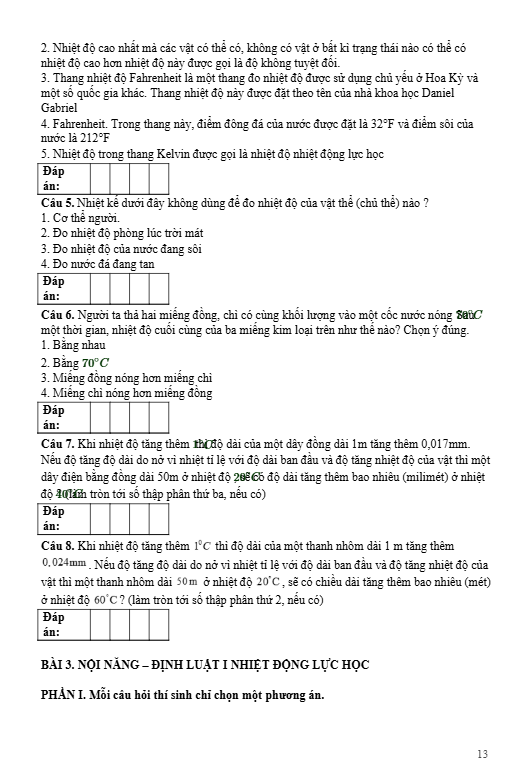 2. Nhiệt độ cao nhất mà các vật có thể có, không có vật ở bất kì trạng thái nào có thể có
nhiệt độ cao hơn nhiệt độ này được gọi là độ không tuyệt đối.
3. Thang nhiệt độ Fahrenheit là một thang đo nhiệt độ được sử dụng chủ yếu ở Hoa Kỳ và
một số quốc gia khác. Thang nhiệt độ này được đặt theo tên của nhà khoa học Daniel
Gabriel
4. Fahrenheit. Trong thang này, điểm đông đá của nước được đặt là 32°F và điểm sôi của
nước là 212°F
5. Nhiệt độ trong thang Kelvin được gọi là nhiệt độ nhiệt động lực học
Đáp
án:
Câu 5. Nhiệt kế dưới đây không dùng để đo nhiệt độ của vật thể (chủ thể) nào ?
1. Cơ thể người.
2. Đo nhiệt độ phòng lúc trời mát
3. Đo nhiệt độ của nước đang sôi
4. Đo nước đá đang tan
Đáp
án:
Câu 6. Người ta thả hai miếng đồng, chì có cùng khối lượng vào một cốc nước nóng
một thời gian, nhiệt độ cuối cùng của ba miếng kim loại trên như thế nào? Chọn ý đúng.
1. Bằng nhau
2. Bằng 70°C
3. Miếng đồng nóng hơn miếng chì
4. Miếng chì nóng hơn miếng đồng
Đáp
án:
Câu 7. Khi nhiệt độ tăng thêm độ dài của một dây đồng dài 1m tăng thêm 0,017mm.
Nếu độ tăng độ dài do nở vì nhiệt tỉ lệ với độ dài ban đầu và độ tăng nhiệt độ của vật thì một
dây điện bằng đồng dài 50m ở nhiệt độ độ dài tăng thêm bao nhiêu (milimét) ở nhiệt
độ tròn tới số thập phân thứ ba, nếu có)
Đáp
án:
Câu 8. Khi nhiệt độ tăng thêm 1⁰C thì độ dài của một thanh nhôm dài 1 m tăng thêm
0,024mm. Nếu độ tăng độ dài do nở vì nhiệt tỉ lệ với độ dài ban đầu và độ tăng nhiệt độ của
vật thì một thanh nhôm dài 50m ở nhiệt độ 20°C, sẽ có chiều dài tăng thêm bao nhiêu (mét)
ở nhiệt độ 60°C? (làm tròn tới số thập phân thứ 2, nếu có)
Đáp
án:
BÀI 3. NỘI NĂNG – ĐỊNH LUẬT I NHIỆT ĐỘNG LỰC HỌC
PHẦN I. Mỗi câu hỏi thí sinh chỉ chọn một phương án.
13